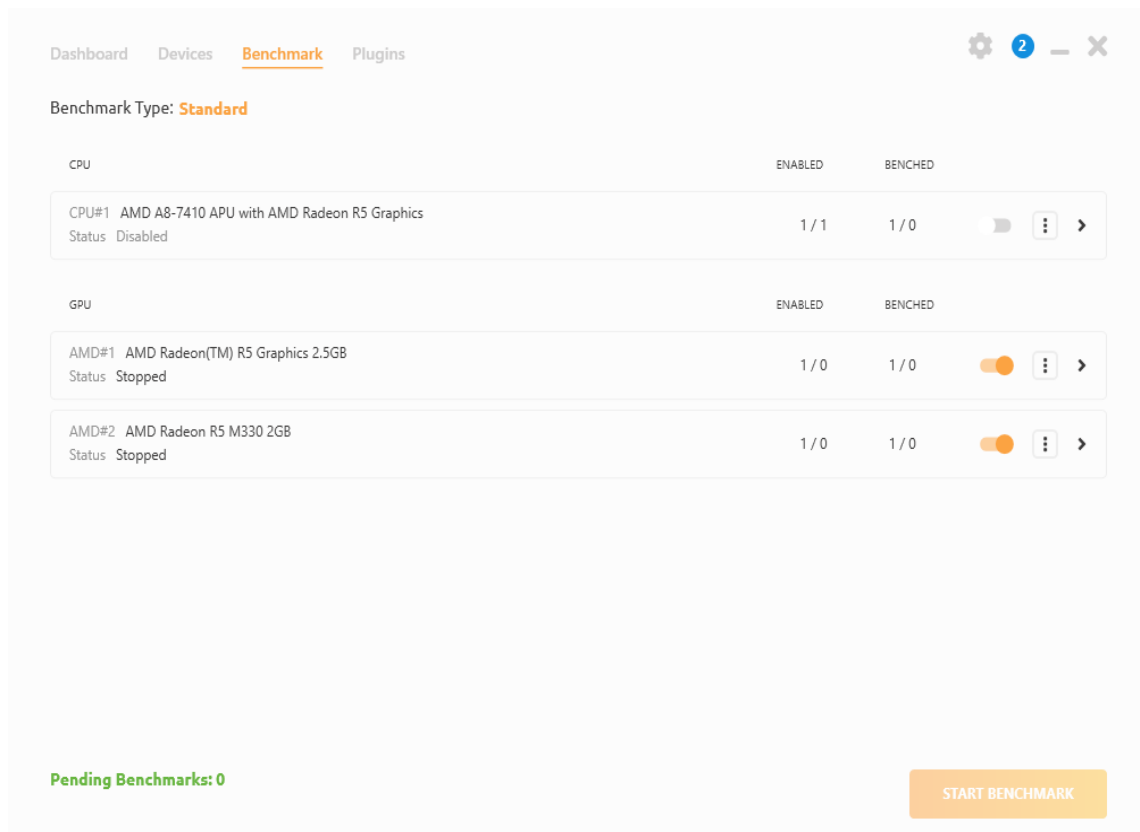 Dashboard Devices Benchmark Plugins 2
Benchmark Type: Standard
CPU ENABLED BENCHED
CPU#1 AMD A8-7410 APU with AMD Radeon R5 Graphics 1 / 1 1 / 0
Status Disabled
GPU ENABLED BENCHED
AMD#1 AMD Radeon(TM) R5 Graphics 2.5GB 1 / 0 1 / 0
Status Stopped
AMD#2 AMD Radeon R5 M330 2GB 1 / 0 1 / 0
Status Stopped
Pending Benchmarks: 0
START BENCHMARK